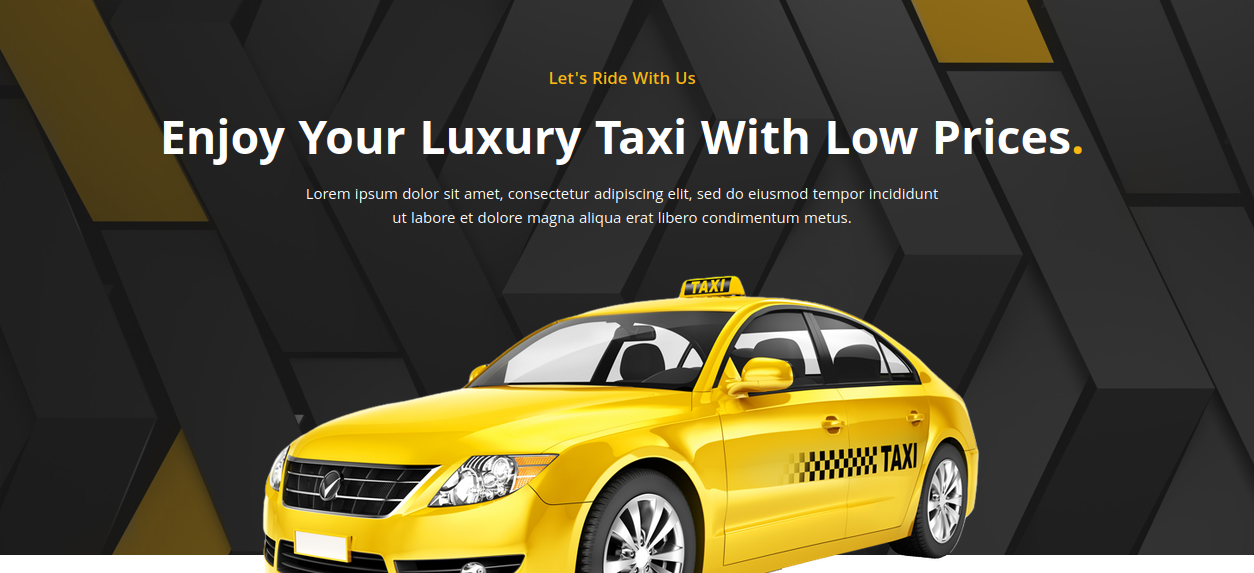 Let's Ride With Us
Enjoy Your Luxury Taxi With Low Prices.
Lorem ipsum dolor sit amet, consectetur adipiscing elit, sed do eiusmod tempor incididunt
ut labore et dolore magna aliqua erat libero condimentum metus.
TAXI
TAXI